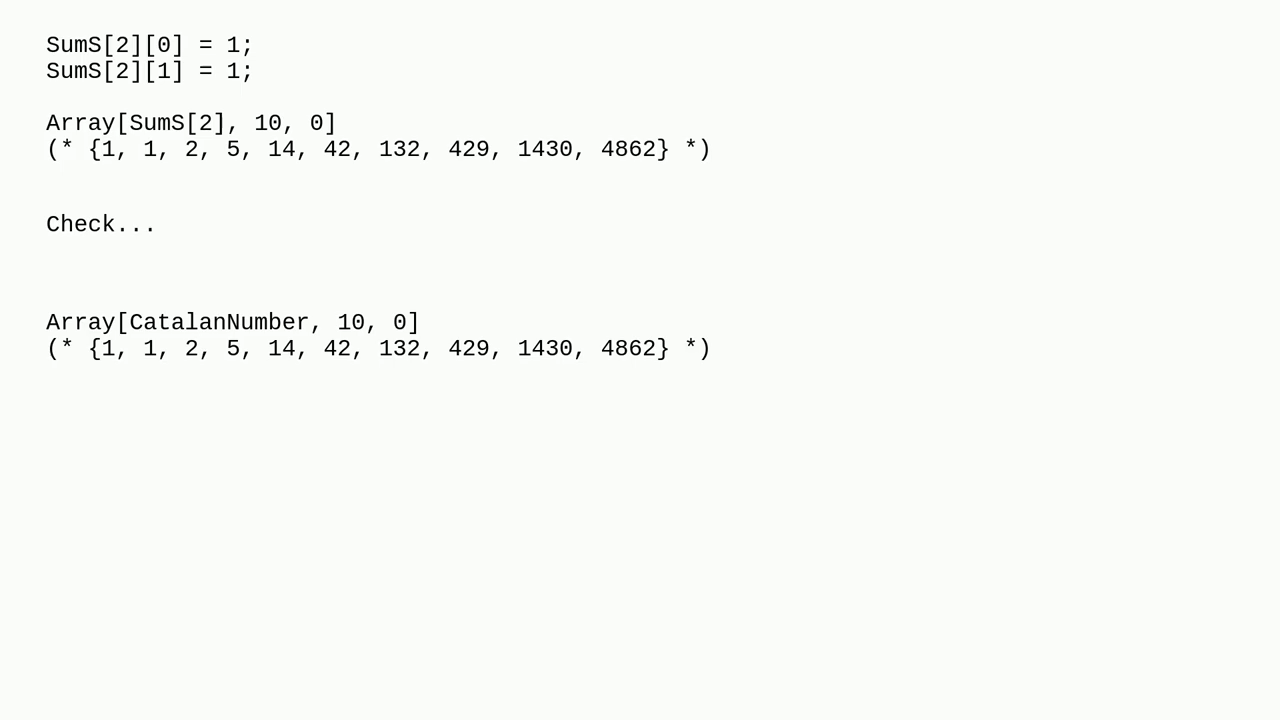 SumS[2][0] = 1;
SumS[2][1] = 1;
Array[SumS[2], 10, 0]
(* {1, 1, 2, 5, 14, 42, 132, 429, 1430, 4862} *)
Check...
Array[CatalanNumber, 10, 0]
(* {1, 1, 2, 5, 14, 42, 132, 429, 1430, 4862} *)